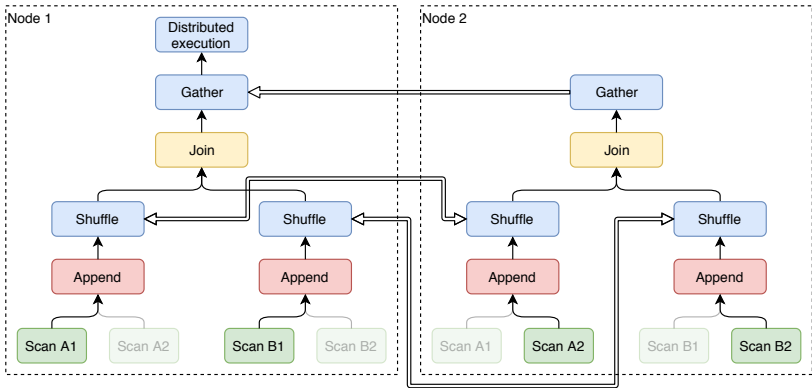 Node 1
Node 2
Distributed
execution
Gather
Gather
Join
Join
Shuffle
Shuffle
Shuffle
Shuffle
Append
Append
Append
Append
Scan A1
Scan A2
Scan B1
Scan B2
Scan A1
Scan A2
Scan B1
Scan B2